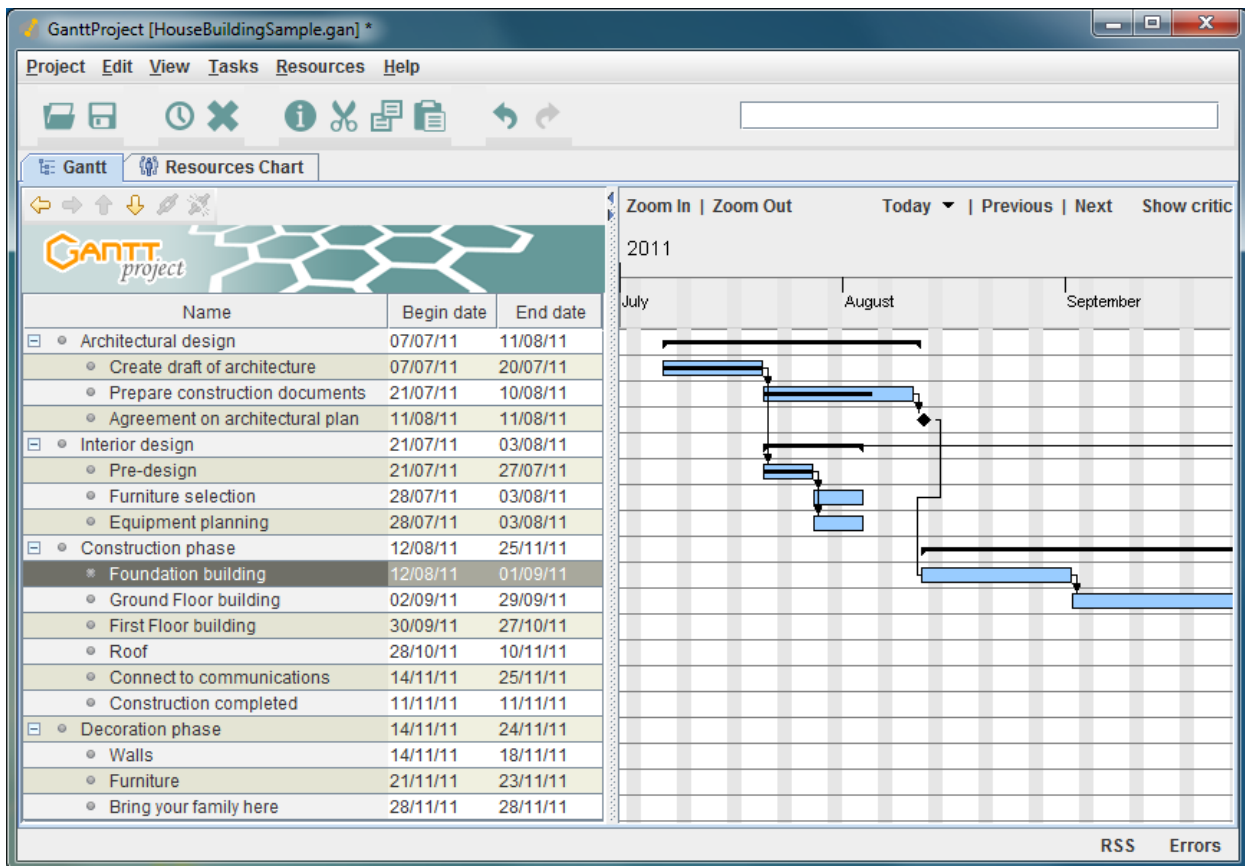 GanttProject [HouseBuildingSample.gan] *
Project Edit View Tasks Resources Help
Gantt Resources Chart
Zoom In | Zoom Out Today | Previous | Next Show critic
GANTT project
2011
July August September
Name Begin date End date
Architectural design 07/07/11 11/08/11
Create draft of architecture 07/07/11 20/07/11
Prepare construction documents 21/07/11 10/08/11
Agreement on architectural plan 11/08/11 11/08/11
Interior design 21/07/11 03/08/11
Pre-design 21/07/11 27/07/11
Furniture selection 28/07/11 03/08/11
Equipment planning 28/07/11 03/08/11
Construction phase 12/08/11 25/11/11
Foundation building 12/08/11 01/09/11
Ground Floor building 02/09/11 29/09/11
First Floor building 30/09/11 27/10/11
Roof 28/10/11 10/11/11
Connect to communications 14/11/11 25/11/11
Construction completed 11/11/11 11/11/11
Decoration phase 14/11/11 24/11/11
Walls 14/11/11 18/11/11
Furniture 21/11/11 23/11/11
Bring your family here 28/11/11 28/11/11
RSS Errors